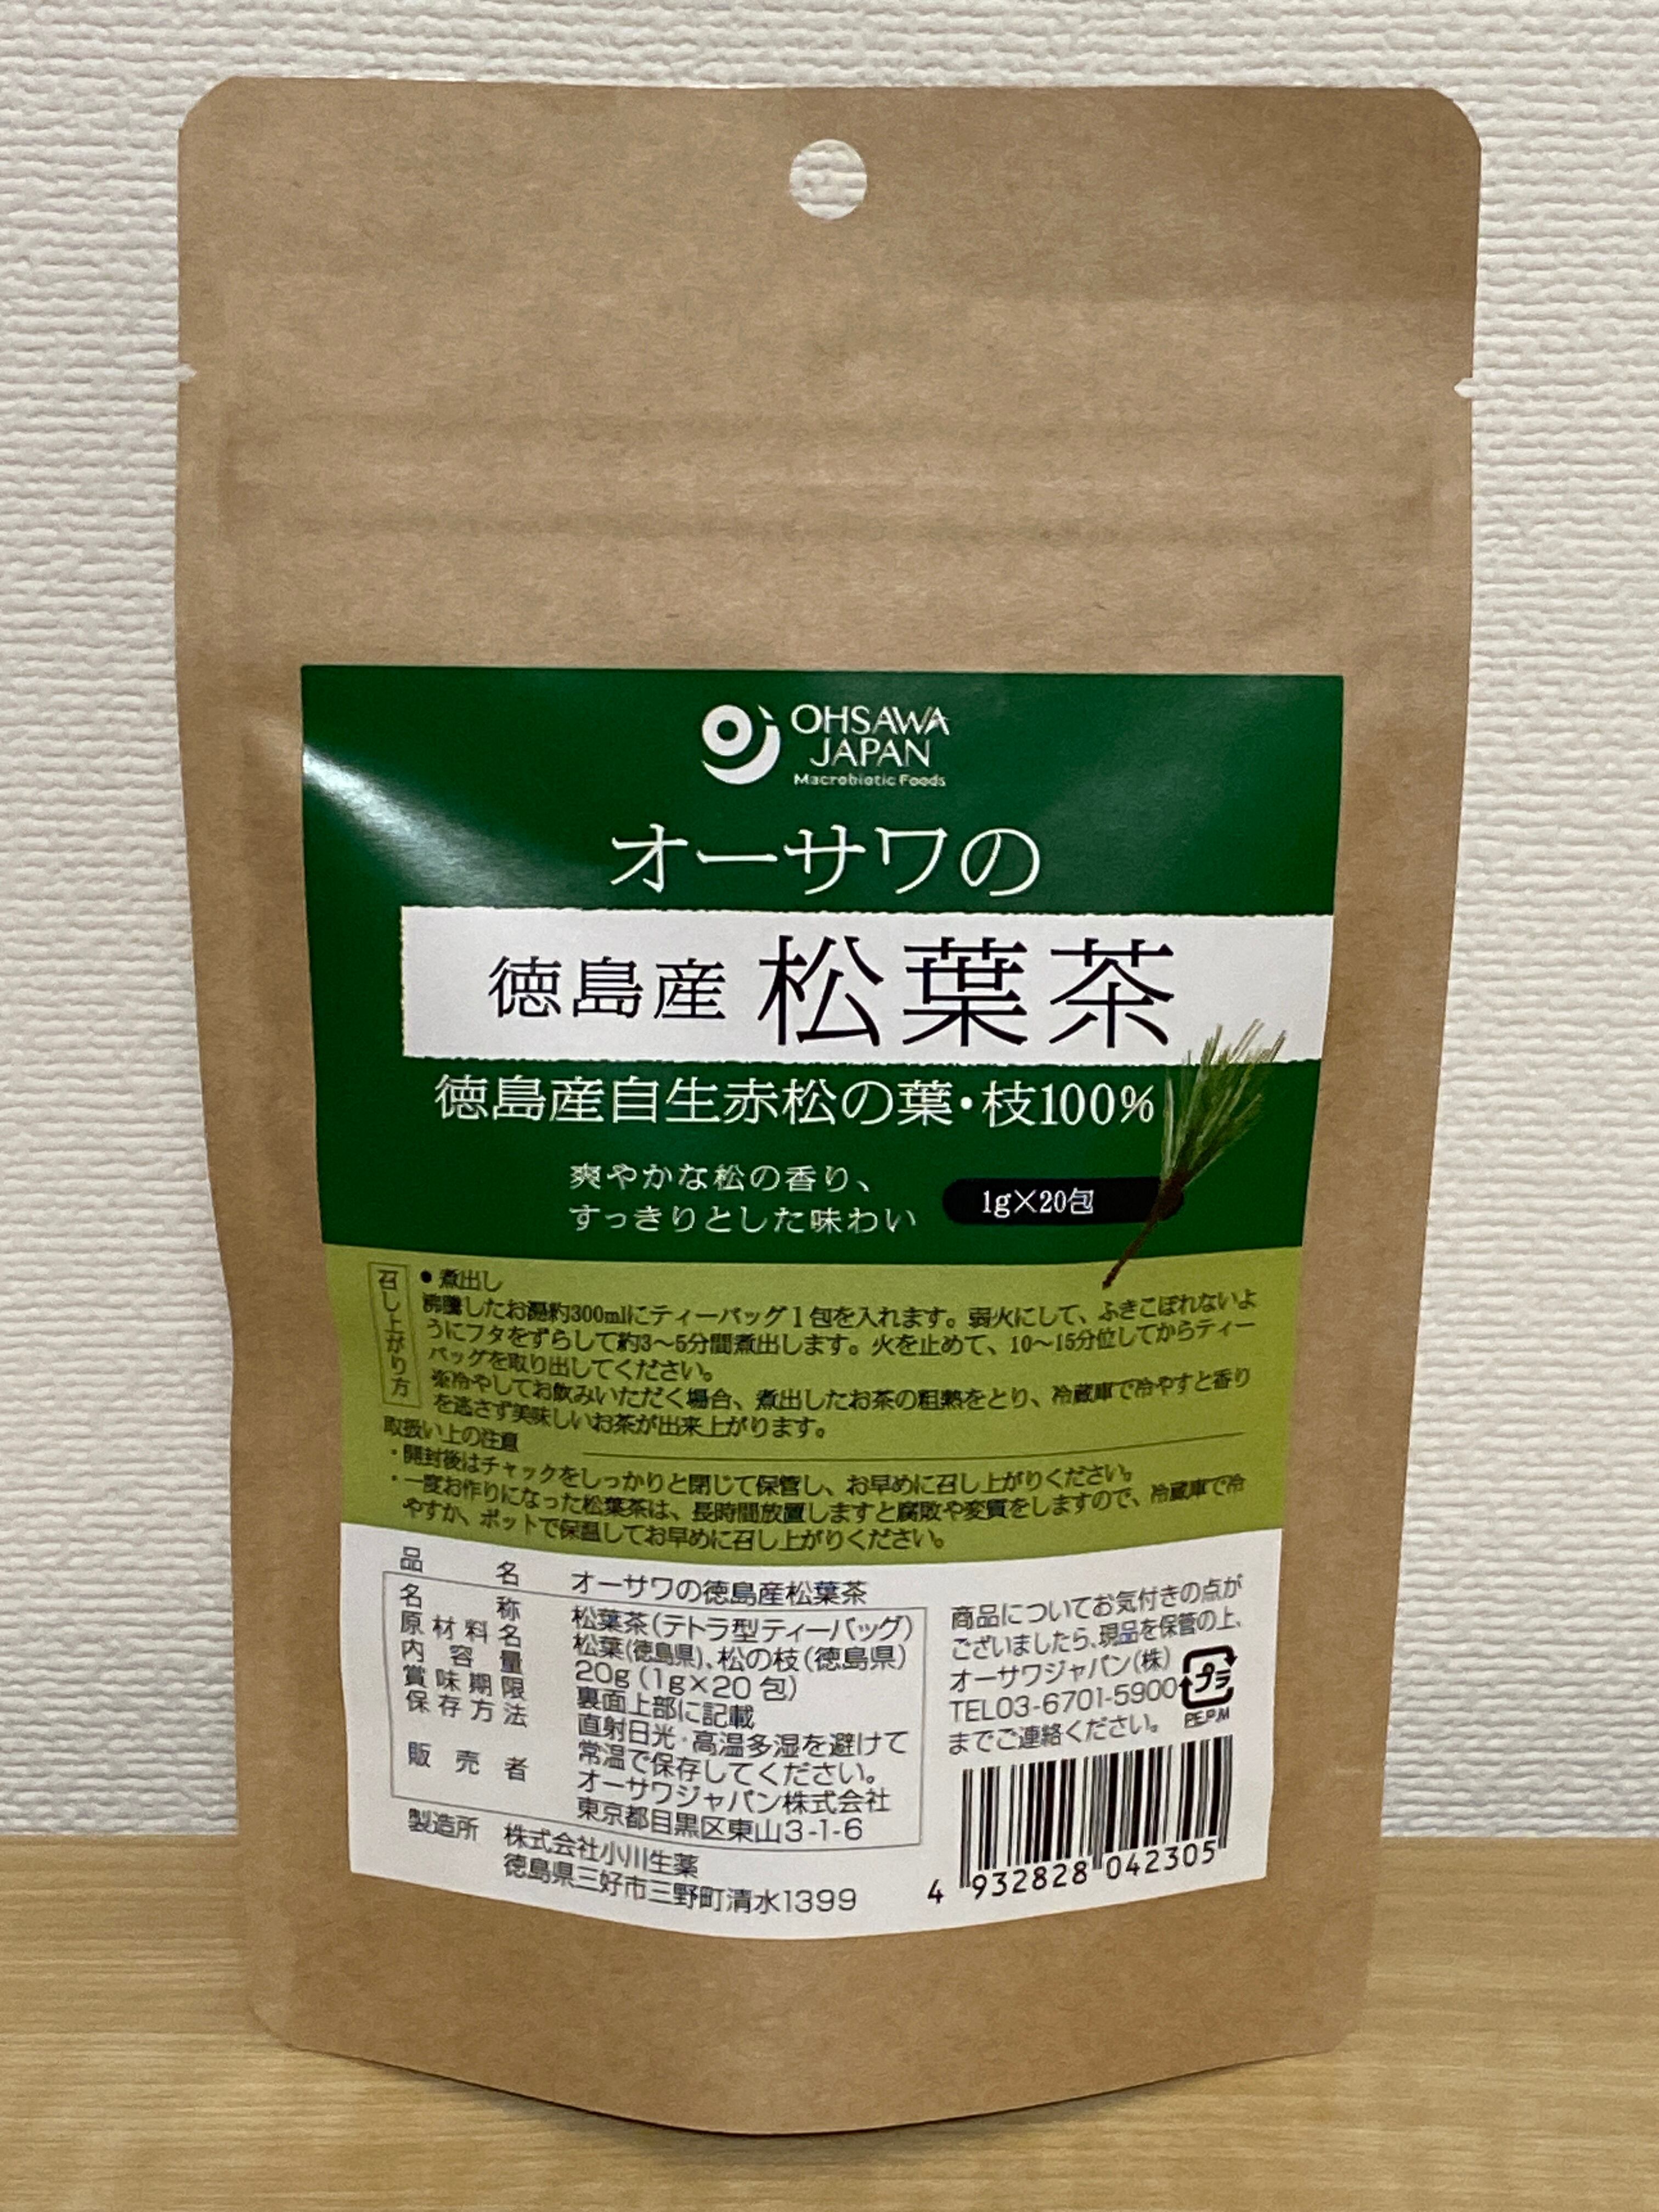 OHSAWA
JAPAN
Macrobiotic Foods
オーサワの
徳島産 松葉茶
徳島産自生赤松の葉・枝100%
爽やかな松の香り、
すっきりとした味わい
1g×20包
召し上がり方
●煮出し
沸騰したお湯約300mlにティーバッグ1包を入れます。弱火にして、ふきこぼれないよ
うにフタをずらして約3〜5分間煮出します。火を止めて、10〜15分位してからティー
バッグを取り出してください。
※冷やしてお飲みいただく場合、煮出したお茶の粗熱をとり、冷蔵庫で冷やすと香り
を逃さず美味しいお茶が出来上がります。
取扱い上の注意
・開封後はチャックをしっかりと閉じて保管し、お早めに召し上がりください。
・一度お作りになった松葉茶は、長時間放置しますと腐敗や変質をしますので、冷蔵庫で冷
やすか、ポットで保温してお早めに召し上がりください。
品名 オーサワの徳島産松葉茶
名称 松葉茶(テトラ型ティーバッグ)
原材料名 松葉(徳島県)、松の枝(徳島県)
内容量 20g(1g×20包)
賞味期限 裏面上部に記載
保存方法 直射日光・高温多湿を避けて
常温で保存してください。
販売者 オーサワジャパン株式会社
東京都目黒区東山3-1-6
製造所 株式会社小川生薬
徳島県三好市三野町清水1399
商品についてお気付きの点が
ございましたら、現品を保管の上、
オーサワジャパン(株)
TEL03-6701-5900
までご連絡ください。
プラ
PE,P,M
4 932828 042305